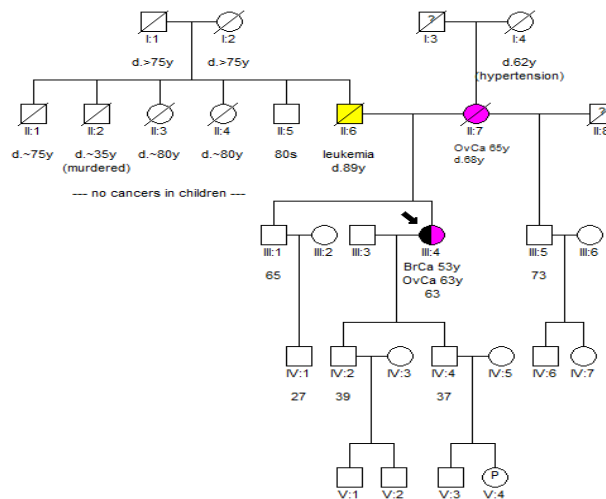 ?
?
I:1
I:2
I:3
I:4
d.>75y
d.>75y
d.62y
(hypertension)
?
II:1
II:2
II:3
II:4
II:5
II:6
II:7
II:8
d.~75y
d.~35y
(murdered)
d.~80y
d.~80y
80s
leukemia
d.89y
OvCa 65y
d.68y
--- no cancers in children ---
III:1
III:2
III:3
III:4
III:5
III:6
65
BrCa 53y
OvCa 63y
63
73
IV:1
IV:2
IV:3
IV:4
IV:5
IV:6
IV:7
27
39
37
P
V:1
V:2
V:3
V:4